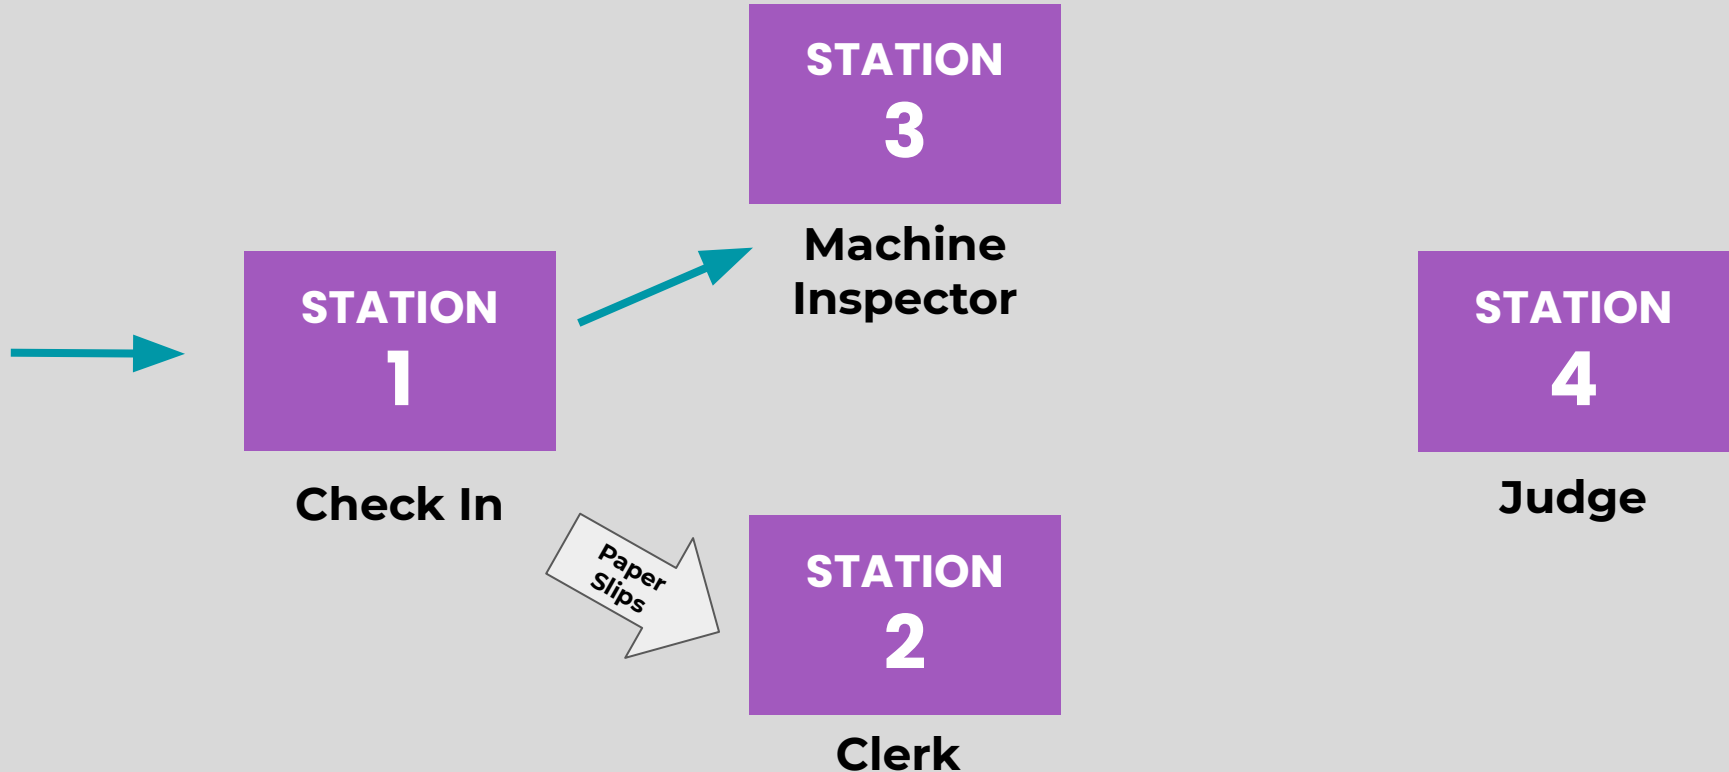 STATION
3
Machine
Inspector
STATION
1
Check In
STATION
4
Judge
Paper
Slips
STATION
2
Clerk